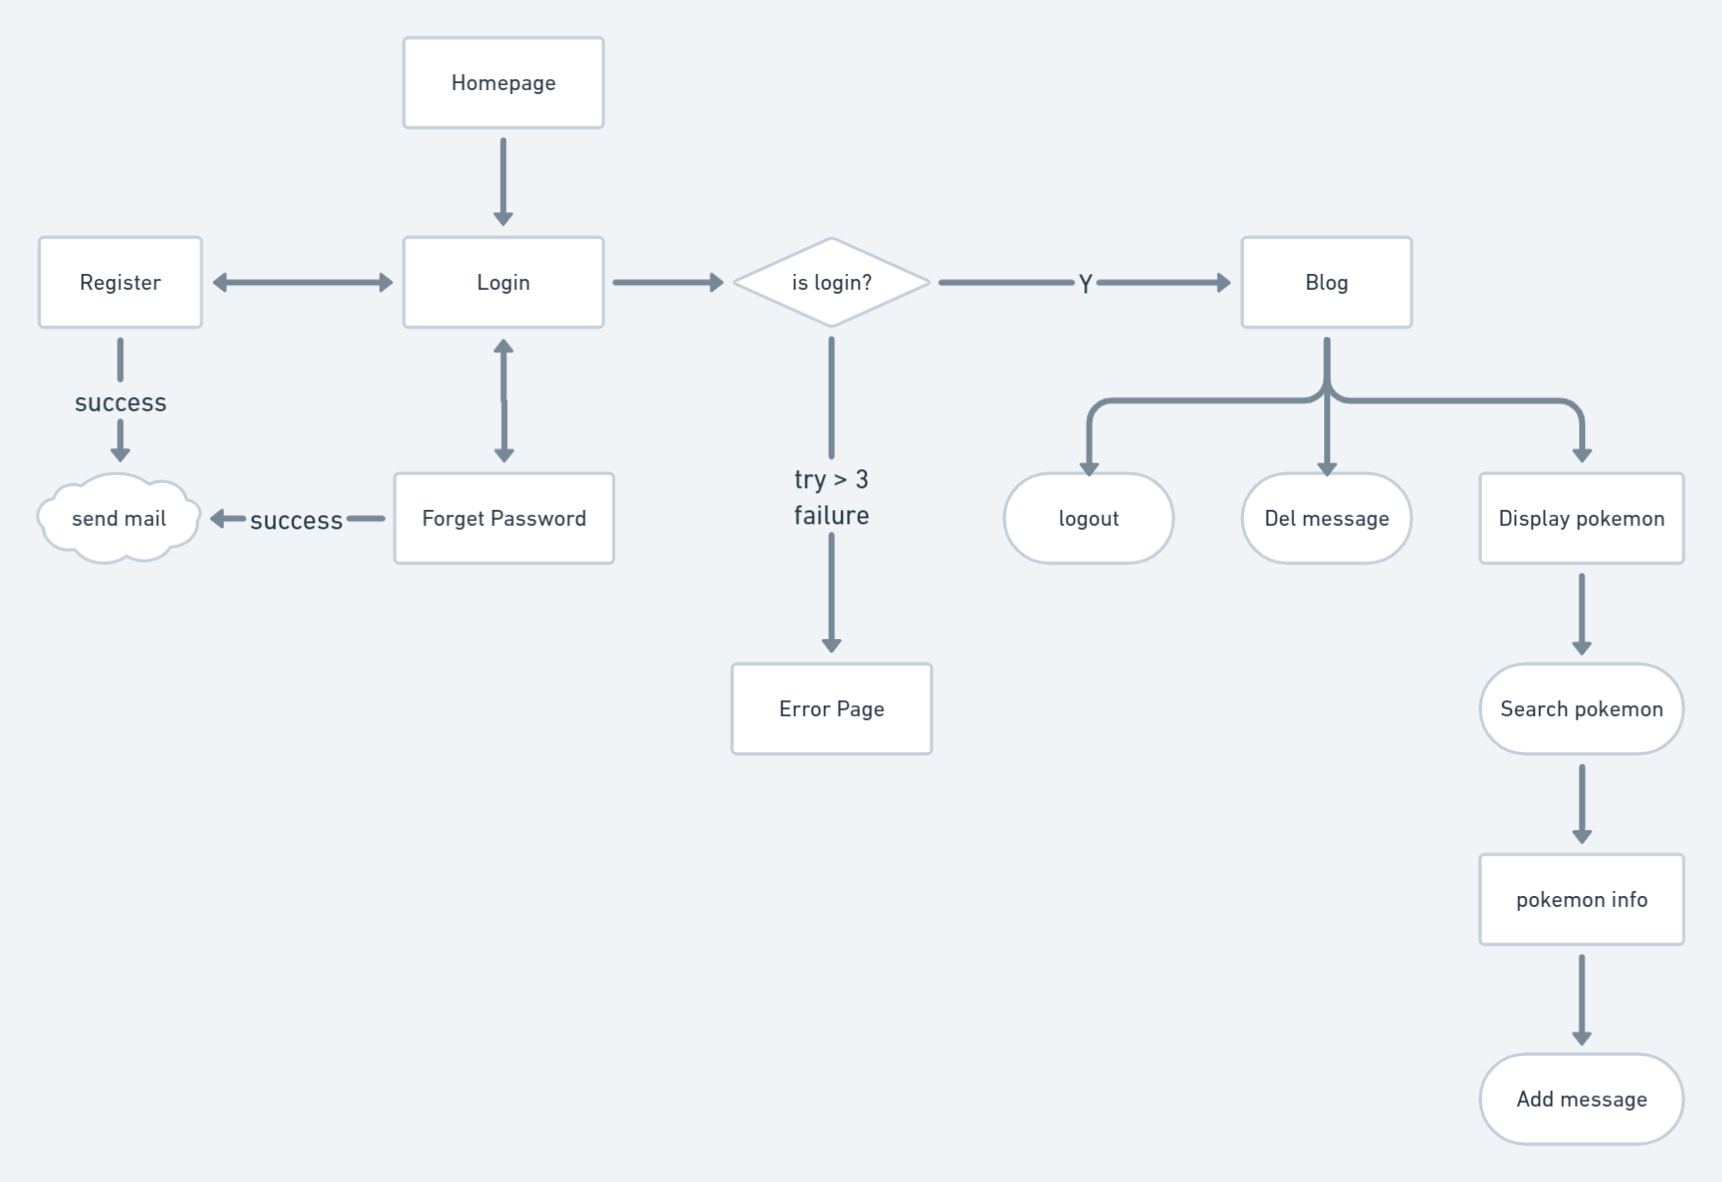 Homepage
Register
Login
is login?
Y
Blog
success
try > 3
failure
send mail
success
Forget Password
logout
Del message
Display pokemon
Error Page
Search pokemon
pokemon info
Add message